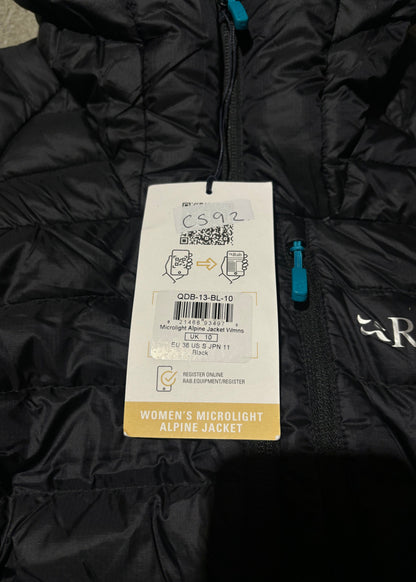 CS92
QDB-13-BL-10
Microlight Alpine Jacket Wmns
UK 10
EU 36 US S JPN 11
Black
REGISTER ONLINE
RAB.EQUIPMENT/REGISTER
WOMEN'S MICROLIGHT
ALPINE JACKET
R